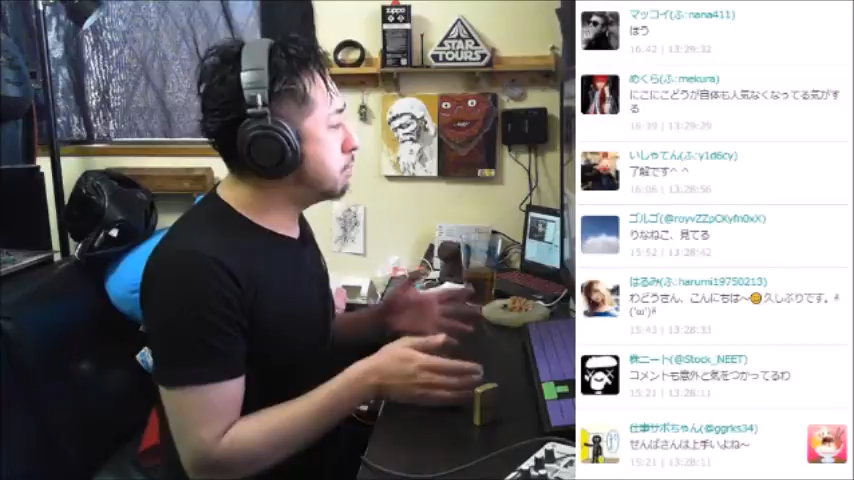 zippo
STAR
TOURS
マッコイ(ふ:nana411)
ほう
16:42 | 13:29:32
めくら(ふ:mekura)
にこにこどうが自体も人気なくなってる気がす
る
16:39 | 13:29:29
いしゃてん(ふ:y1d6cy)
了解です^ ^
16:06 | 13:28:56
ゴルゴ(@royvZZpCKyfn0xX)
りなねこ、見てる
15:52 | 13:28:42
はるみ(ふ:harumi19750213)
わどうさん、こんにちは〜😊久しぶりです。
('ω')
15:43 | 13:28:33
株ニート(@Stock_NEET)
コメントも意外と気をつかってるわ
15:21 | 13:28:11
仕事サボちゃん(@ggrks34)
せんぱさんは上手いよね〜
15:21 | 13:28:11